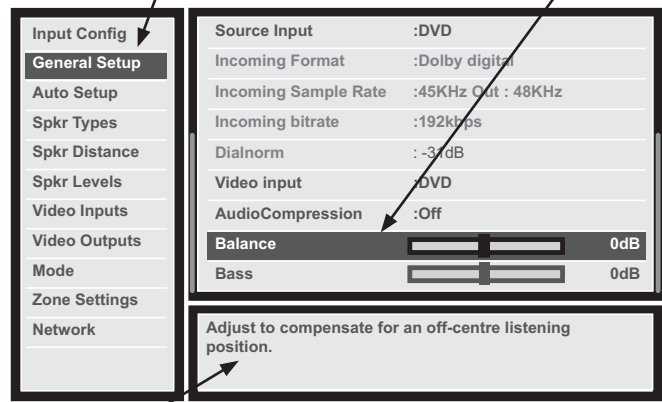 Input Config
General Setup
Auto Setup
Spkr Types
Spkr Distance
Spkr Levels
Video Inputs
Video Outputs
Mode
Zone Settings
Network
Source Input :DVD
Incoming Format :Dolby digital
Incoming Sample Rate :45KHz Out : 48KHz
Incoming bitrate :192kbps
Dialnorm : -31dB
Video input :DVD
AudioCompression :Off
Balance 0dB
Bass 0dB
Adjust to compensate for an off-centre listening
position.